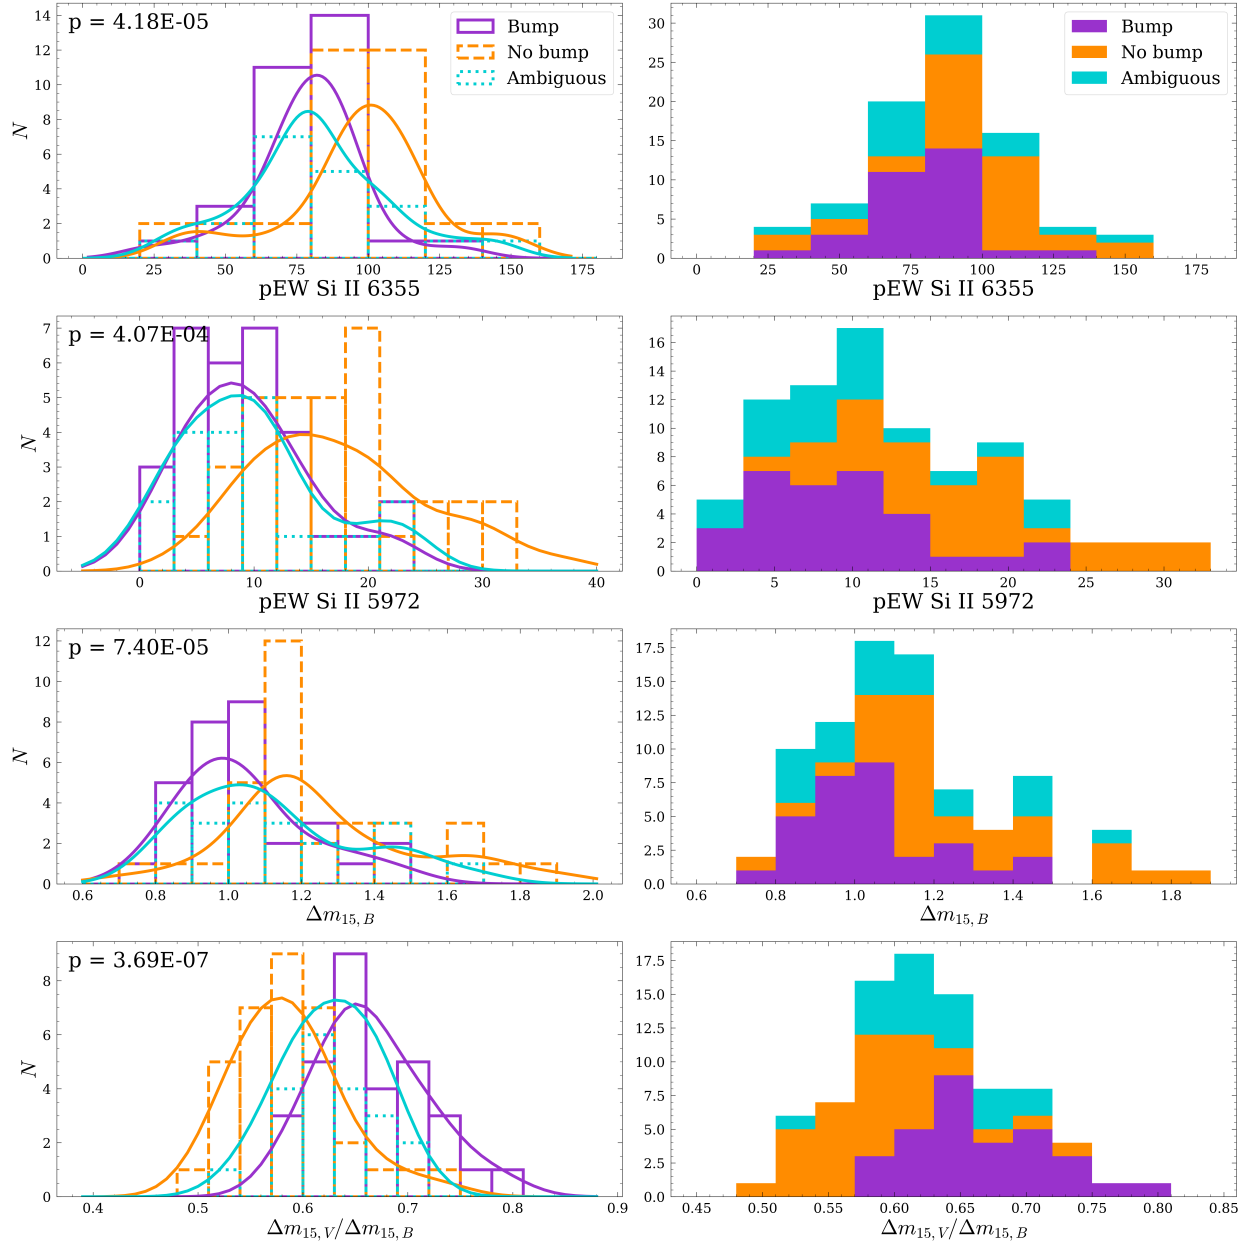 p = 4.18E-05
Bump
No bump
Ambiguous
14
12
10
8
6
4
2
0
N
0 25 50 75 100 125 150 175
pEW Si II 6355
Bump
No bump
Ambiguous
30
25
20
15
10
5
0
0 25 50 75 100 125 150 175
pEW Si II 6355
p = 4.07E-04
7
6
5
4
3
2
1
0
N
0 10 20 30 40
pEW Si II 5972
16
14
12
10
8
6
4
2
0
0 5 10 15 20 25 30
pEW Si II 5972
p = 7.40E-05
12
10
8
6
4
2
0
N
0.6 0.8 1.0 1.2 1.4 1.6 1.8 2.0
Δm15, B
17.5
15.0
12.5
10.0
7.5
5.0
2.5
0.0
0.6 0.8 1.0 1.2 1.4 1.6 1.8
Δm15, B
p = 3.69E-07
8
6
4
2
0
N
0.4 0.5 0.6 0.7 0.8 0.9
Δm15, V/Δm15, B
17.5
15.0
12.5
10.0
7.5
5.0
2.5
0.0
0.45 0.50 0.55 0.60 0.65 0.70 0.75 0.80 0.85
Δm15, V/Δm15, B